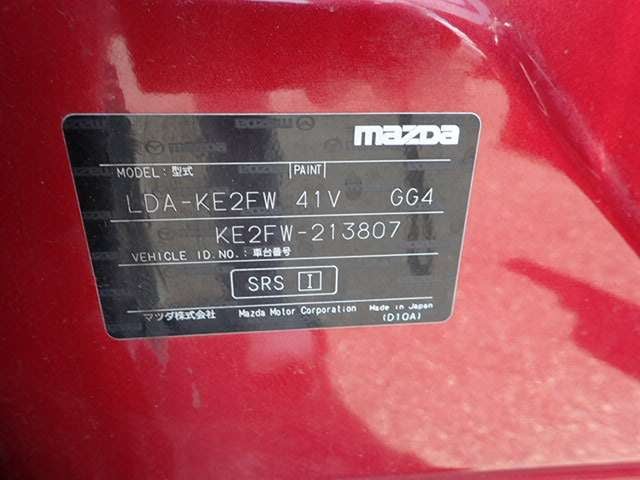 mazda
MODEL: 型式 PAINT
LDA-KE2FW 41V GG4
KE2FW-213807
VEHICLE ID.NO.: 車台番号
SRS I
マツダ株式会社 Mazda Motor Corporation Made in Japan
(D10A)